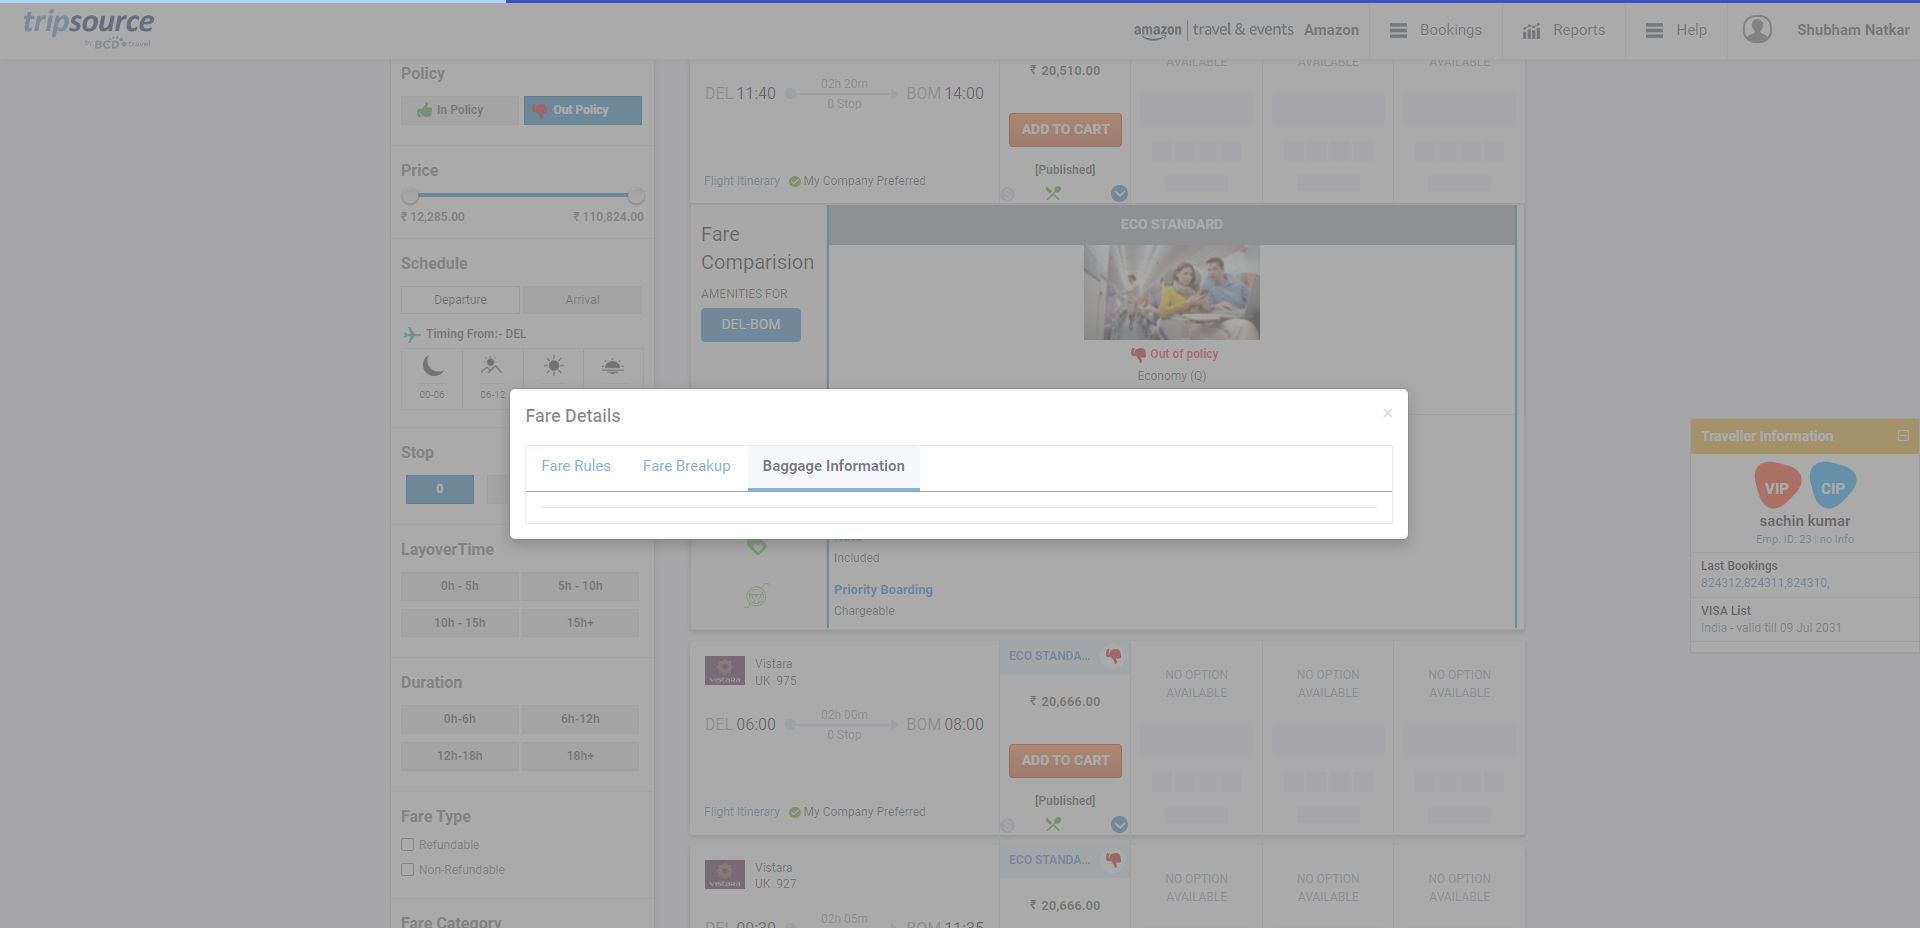 tripsource
by BCD travel
amazon | travel & events Amazon
Bookings
Reports
Help
Shubham Natkar
Policy
In Policy
Out Policy
Price
₹ 12,285.00
₹ 110,824.00
Schedule
Departure
Arrival
Timing From:- DEL
00-06
06-12
Stop
0
LayoverTime
0h - 5h
5h - 10h
10h - 15h
15h+
Duration
0h-6h
6h-12h
12h-18h
18h+
Fare Type
Refundable
Non-Refundable
Fare Category
DEL 11:40
02h 20m
0 Stop
BOM 14:00
Flight Itinerary
My Company Preferred
₹ 20,510.00
ADD TO CART
[Published]
AVAILABLE
AVAILABLE
AVAILABLE
Fare
Comparision
AMENITIES FOR
DEL-BOM
ECO STANDARD
Out of policy
Economy (Q)
Fare Details
×
Fare Rules
Fare Breakup
Baggage Information
Included
Priority Boarding
Chargeable
vistara
Vistara
UK 975
DEL 06:00
02h 00m
0 Stop
BOM 08:00
Flight Itinerary
My Company Preferred
ECO STANDA...
₹ 20,666.00
ADD TO CART
[Published]
NO OPTION
AVAILABLE
NO OPTION
AVAILABLE
NO OPTION
AVAILABLE
vistara
Vistara
UK 927
DEL 09:30
02h 05m
BOM 11:35
ECO STANDA...
₹ 20,666.00
NO OPTION
AVAILABLE
NO OPTION
AVAILABLE
NO OPTION
AVAILABLE
Traveller Information
VIP
CIP
sachin kumar
Emp. ID: 23 | no Info
Last Bookings
824312,824311,824310,
VISA List
India - valid till 09 Jul 2031